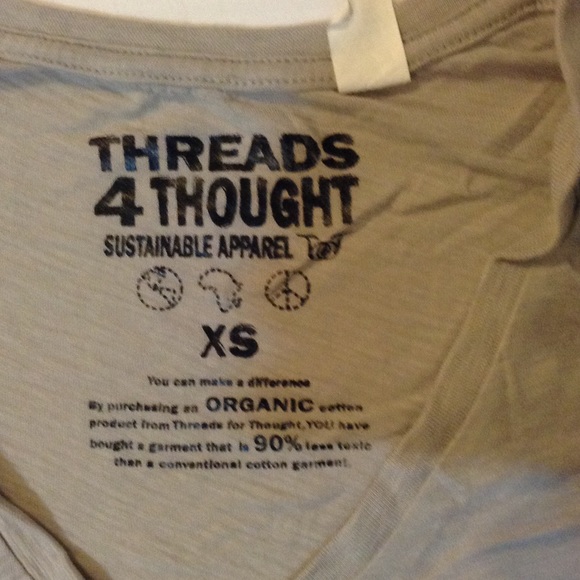 THREADS
4 THOUGHT
SUSTAINABLE APPAREL T4T
XS
You can make a difference
By purchasing an ORGANIC cotton
product from Threads for Thought, YOU have
bought a garment that is 90% less toxic
than a conventional cotton garment.